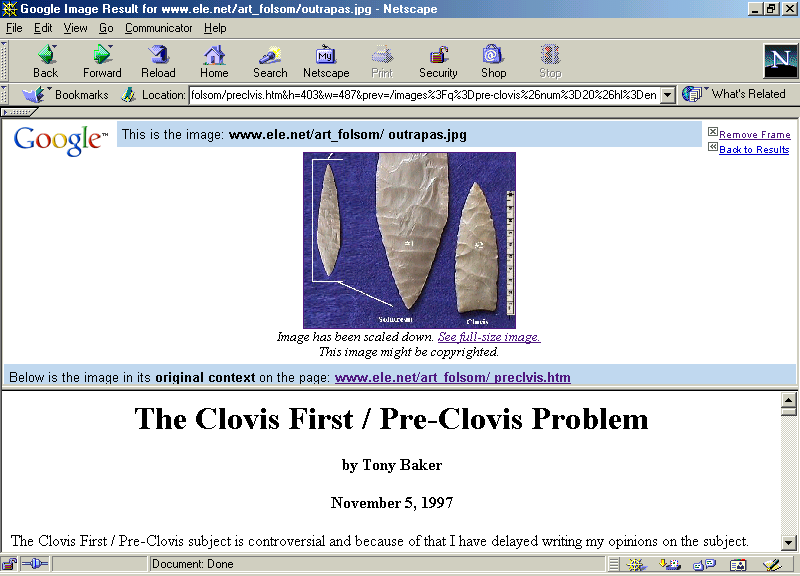 Google Image Result for www.ele.net/art_folsom/outrapas.jpg - Netscape
File Edit View Go Communicator Help
My
N
Back Forward Reload Home Search Netscape Print Security Shop Stop
Bookmarks Location: folsom/preclvis.htm&h=403&w=487&prev=/images%3Fq%3Dpre-clovis%26num%3D20%26hl%3Den What's Related
Google™ This is the image: www.ele.net/art_folsom/ outrapas.jpg
Remove Frame
Back to Results
#1 #2
Solutrean Clovis
Image has been scaled down. See full-size image.
This image might be copyrighted.
Below is the image in its original context on the page: www.ele.net/art_folsom/ preclvis.htm
The Clovis First / Pre-Clovis Problem
by Tony Baker
November 5, 1997
The Clovis First / Pre-Clovis subject is controversial and because of that I have delayed writing my opinions on the subject.
Document: Done